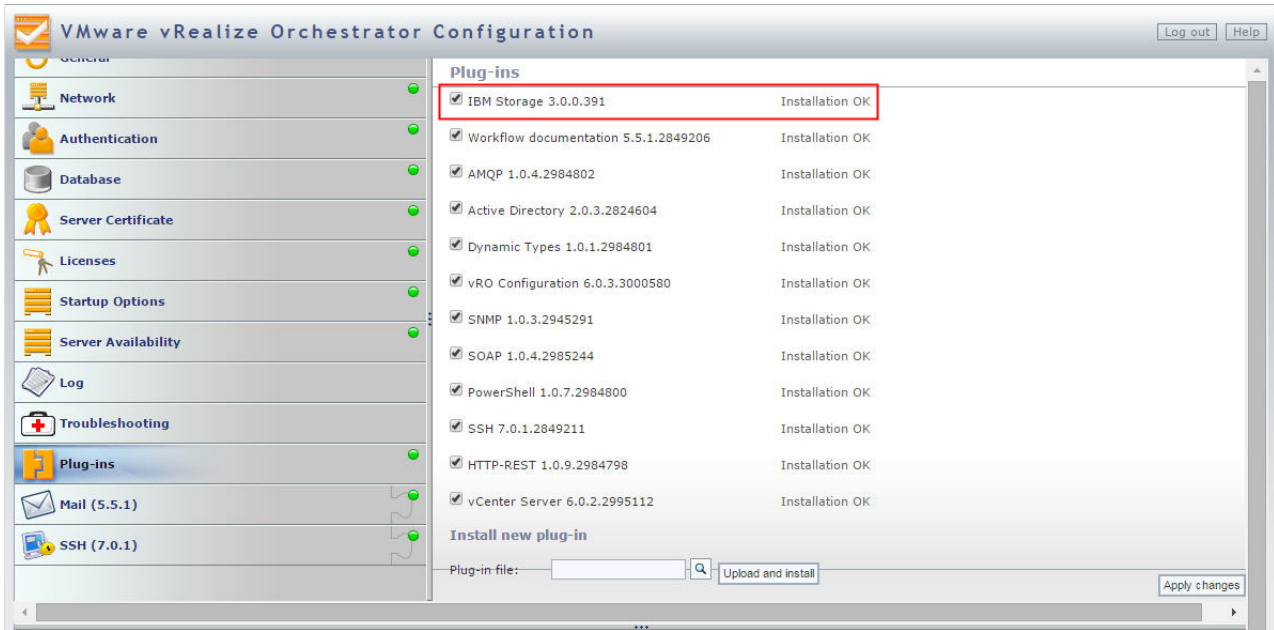 VMware vRealize Orchestrator Configuration
Log out
Help
General
Network
Authentication
Database
Server Certificate
Licenses
Startup Options
Server Availability
Log
Troubleshooting
Plug-ins
Mail (5.5.1)
SSH (7.0.1)
Plug-ins
IBM Storage 3.0.0.391 Installation OK
Workflow documentation 5.5.1.2849206 Installation OK
AMQP 1.0.4.2984802 Installation OK
Active Directory 2.0.3.2824604 Installation OK
Dynamic Types 1.0.1.2984801 Installation OK
vRO Configuration 6.0.3.3000580 Installation OK
SNMP 1.0.3.2945291 Installation OK
SOAP 1.0.4.2985244 Installation OK
PowerShell 1.0.7.2984800 Installation OK
SSH 7.0.1.2849211 Installation OK
HTTP-REST 1.0.9.2984798 Installation OK
vCenter Server 6.0.2.2995112 Installation OK
Install new plug-in
Plug-in file: Upload and install
Apply changes